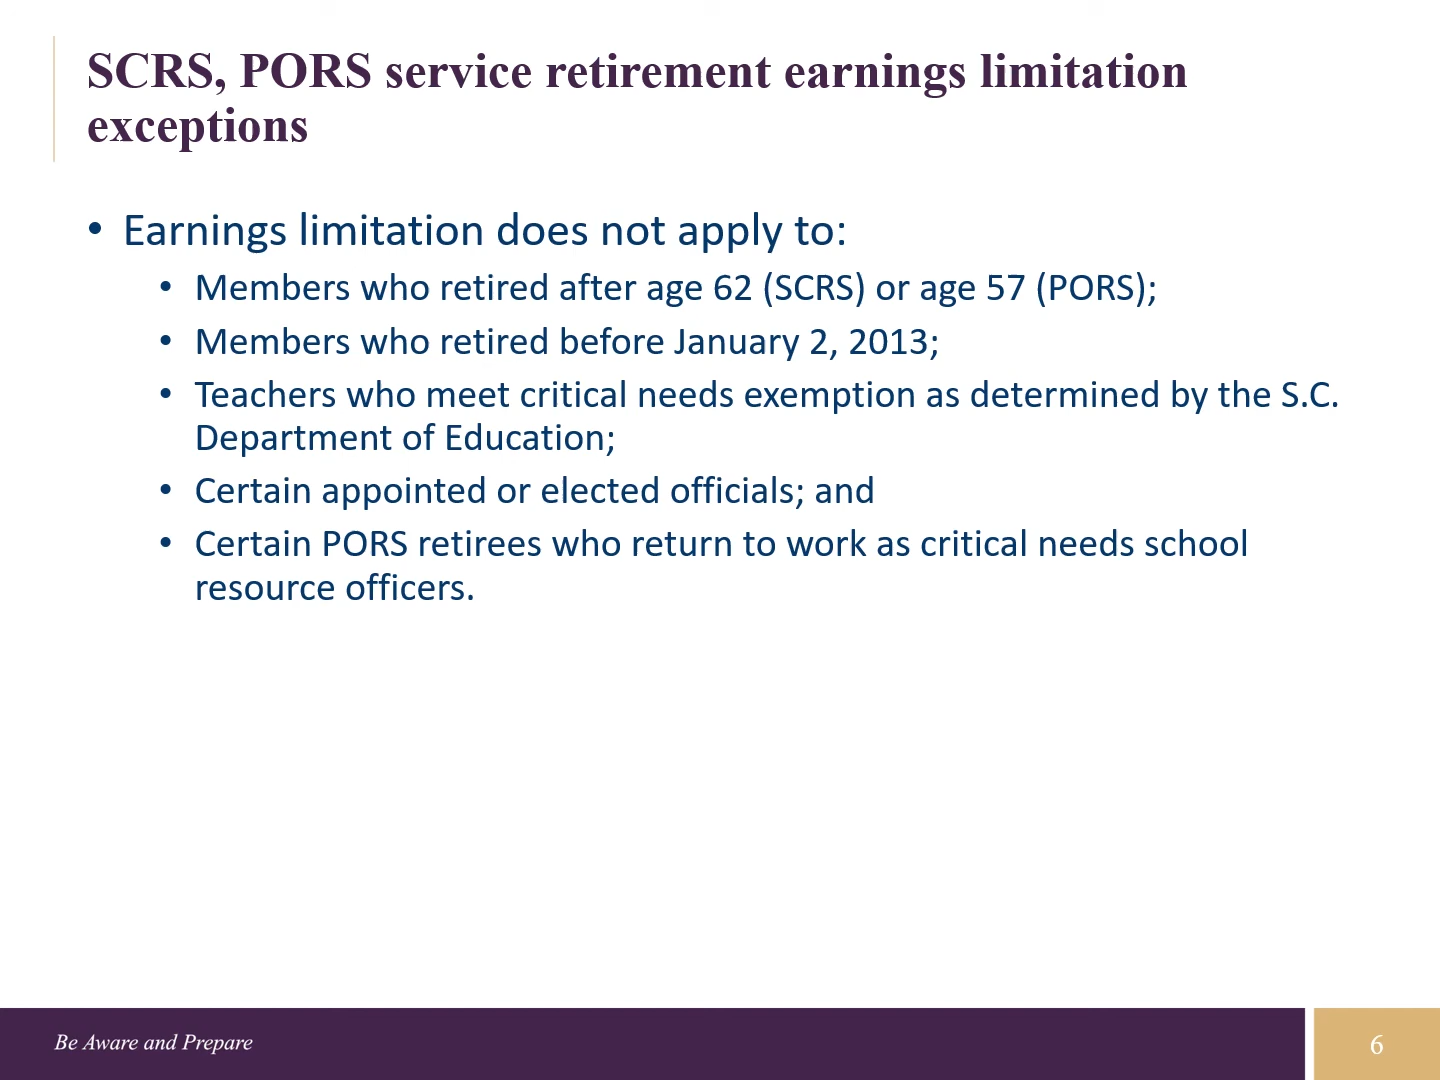 SCRS, PORS service retirement earnings limitation
exceptions
• Earnings limitation does not apply to:
• Members who retired after age 62 (SCRS) or age 57 (PORS);
• Members who retired before January 2, 2013;
• Teachers who meet critical needs exemption as determined by the S.C.
Department of Education;
• Certain appointed or elected officials; and
• Certain PORS retirees who return to work as critical needs school
resource officers.
Be Aware and Prepare
6